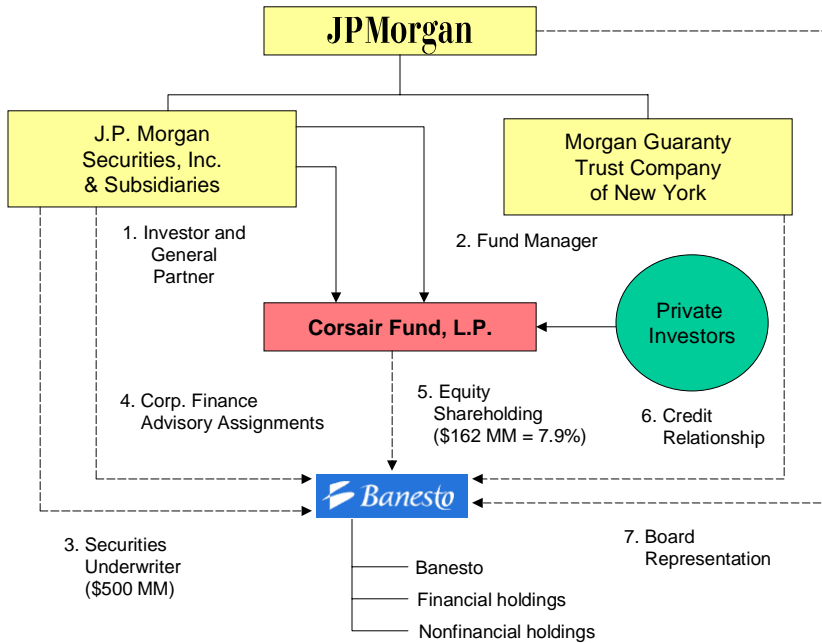 JPMorgan
J.P. Morgan
Securities, Inc.
& Subsidiaries
Morgan Guaranty
Trust Company
of New York
1. Investor and
General
Partner
2. Fund Manager
Private
Investors
Corsair Fund, L.P.
4. Corp. Finance
Advisory Assignments
5. Equity
Shareholding
($162 MM = 7.9%)
6. Credit
Relationship
Banesto
3. Securities
Underwriter
($500 MM)
7. Board
Representation
Banesto
Financial holdings
Nonfinancial holdings